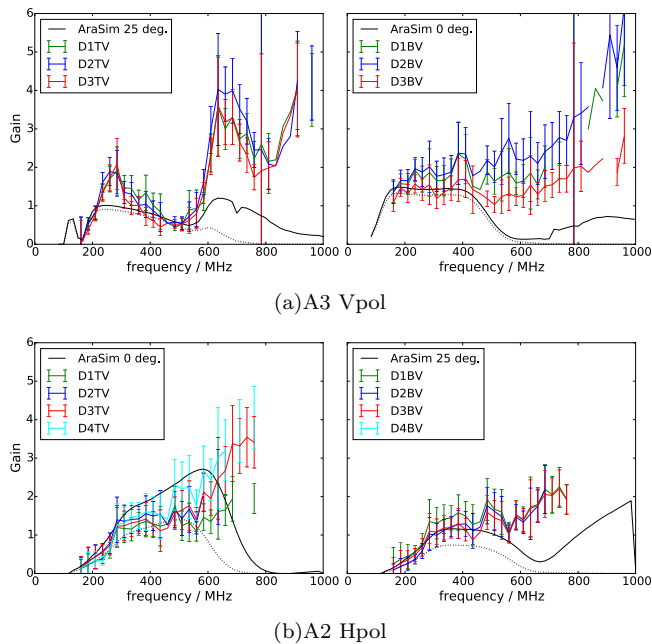 AraSim 25 deg.
D1TV
D2TV
D3TV
6
5
4
3
2
1
0
Gain
0 200 400 600 800 1000
frequency / MHz
AraSim 0 deg.
D1BV
D2BV
D3BV
0 200 400 600 800 1000
frequency / MHz
(a)A3 Vpol
AraSim 0 deg.
D1TV
D2TV
D3TV
D4TV
6
5
4
3
2
1
0
Gain
0 200 400 600 800 1000
frequency / MHz
AraSim 25 deg.
D1BV
D2BV
D3BV
D4BV
0 200 400 600 800 1000
frequency / MHz
(b)A2 Hpol